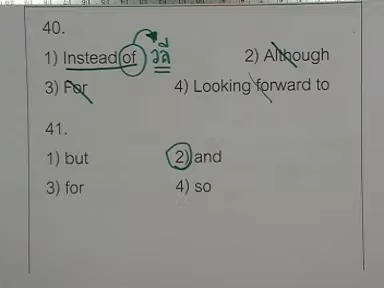 40.
1) Instead of วลี 2) Although
3) For 4) Looking forward to
41.
1) but 2) and
3) for 4) so